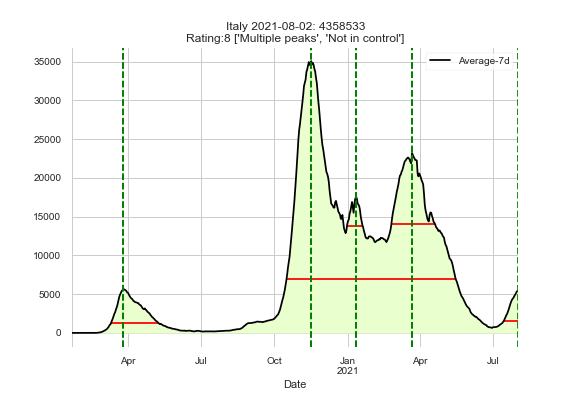 Italy 2021-08-02: 4358533
Rating:8 ['Multiple peaks', 'Not in control']
Average-7d
35000
30000
25000
20000
15000
10000
5000
0
Apr Jul Oct Jan Apr Jul
2021
Date